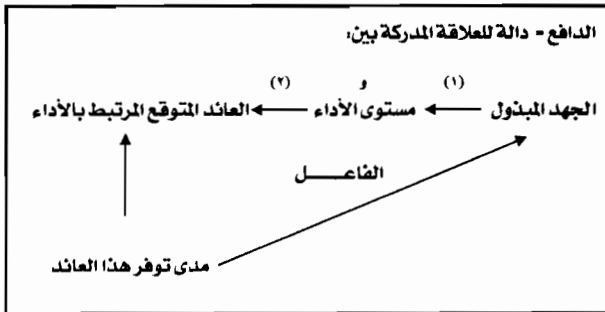 الدافع = دالة للعلاقة المدركة بين:
(١) و (٢)
الجهد المبذول مستوى الأداء العائد المتوقع المرتبط بالأداء
الفاعــــل
مدى توفر هذا العائد